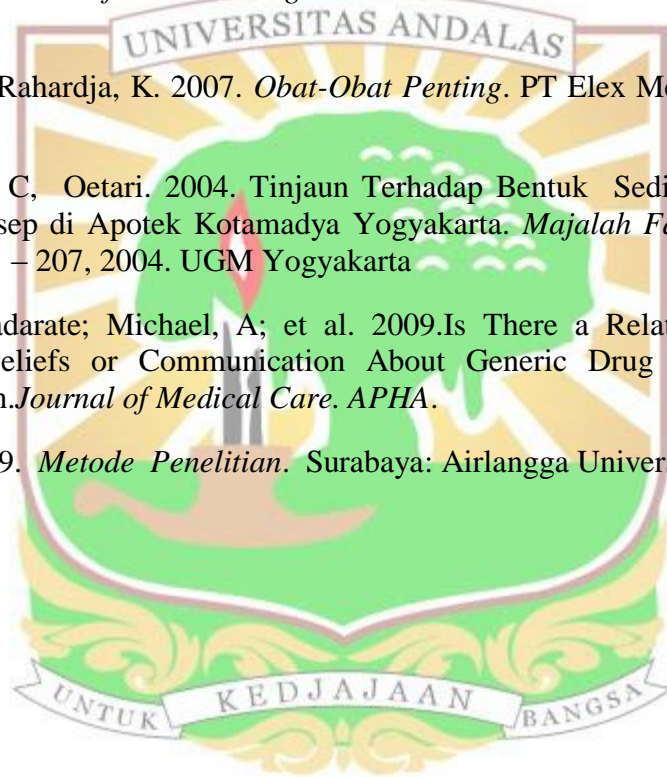 UNIVERSITAS ANDALAS
Rahardja, K. 2007. Obat-Obat Penting. PT Elex M
C, Oetari. 2004. Tinjaun Terhadap Bentuk Sedi
sep di Apotek Kotamadya Yogyakarta. Majalah Fa
– 207, 2004. UGM Yogyakarta
adarate; Michael, A; et al. 2009.Is There a Relat
eliefs or Communication About Generic Drug
n.Journal of Medical Care. APHA.
9. Metode Penelitian. Surabaya: Airlangga Univer
UNTUK KEDJAJAAN BANGSA